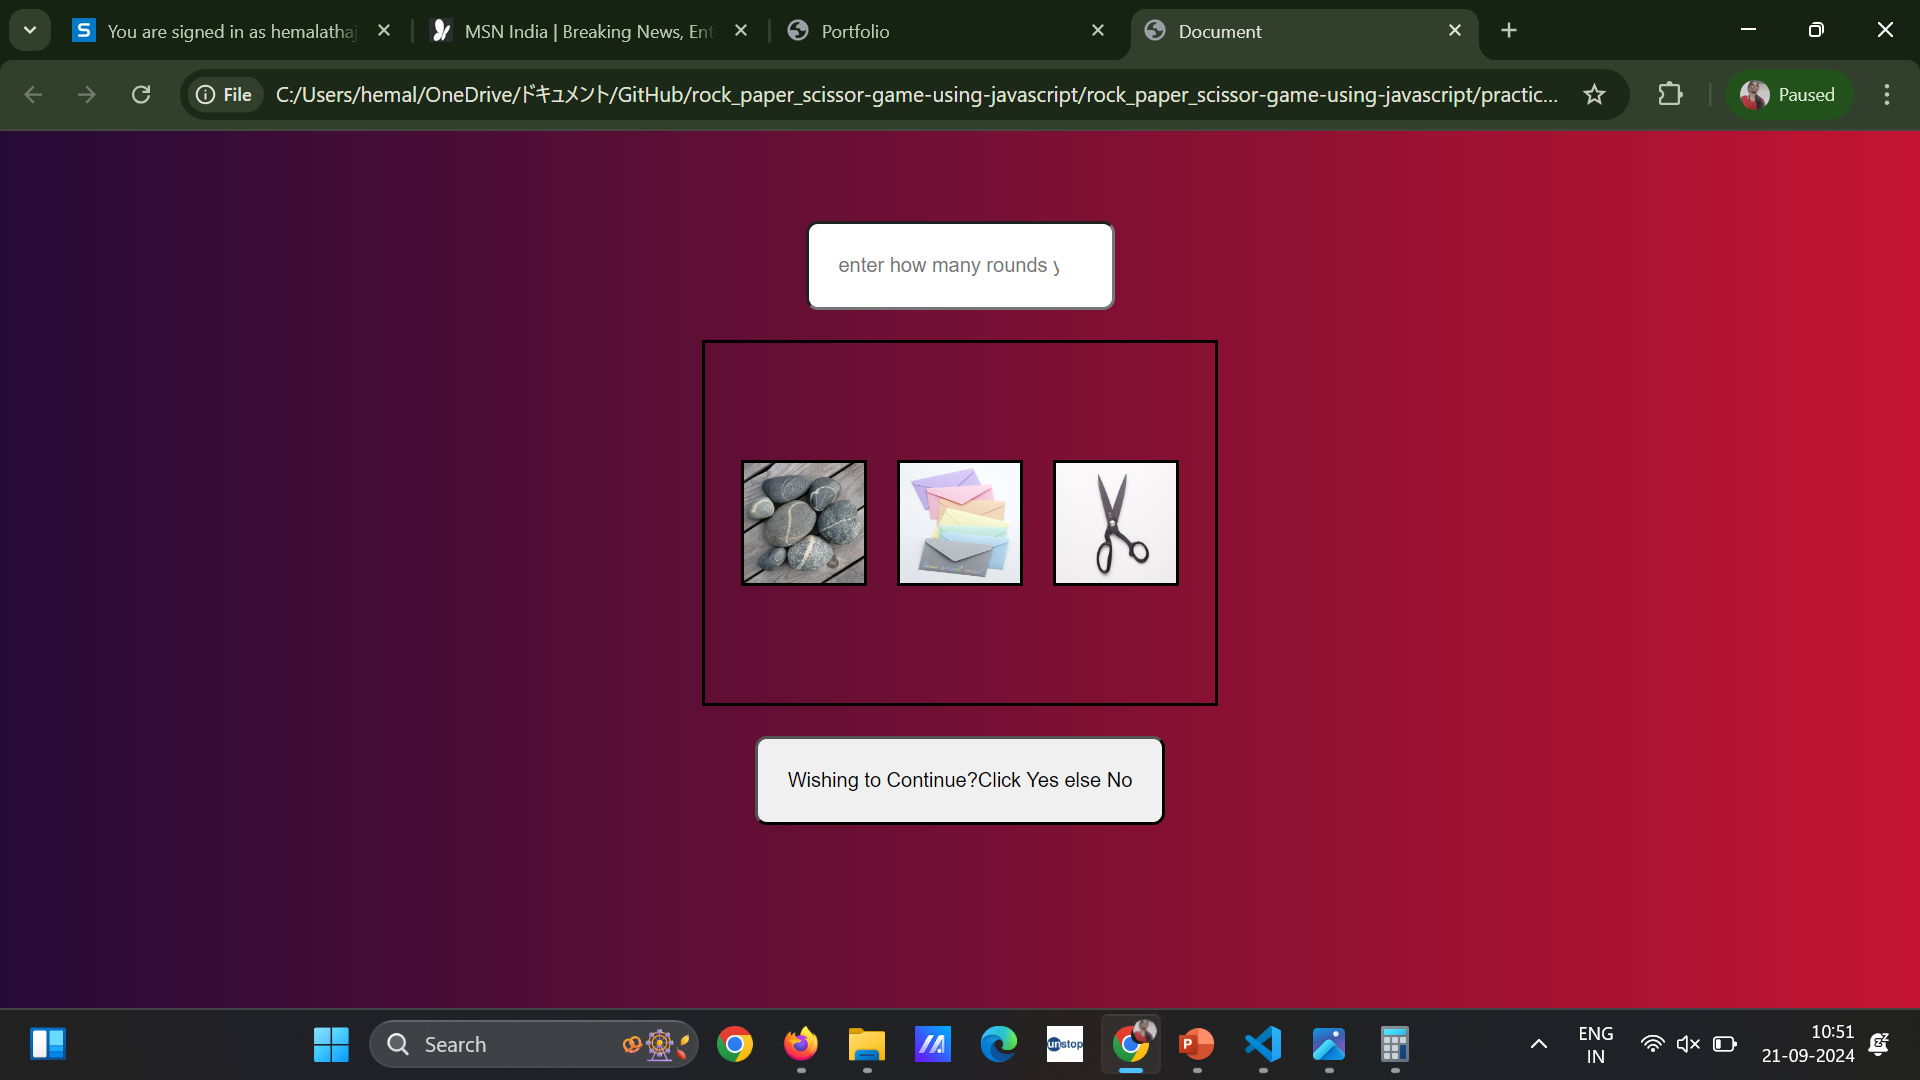 You are signed in as hemalathaj
MSN India | Breaking News, Ent
Portfolio
Document
File
C:/Users/hemal/OneDrive/ドキュメント/GitHub/rock_paper_scissor-game-using-javascript/rock_paper_scissor-game-using-javascript/practic...
Paused
enter how many rounds y
Wishing to Continue?Click Yes else No
Search
unstop
ENG
IN
10:51
21-09-2024